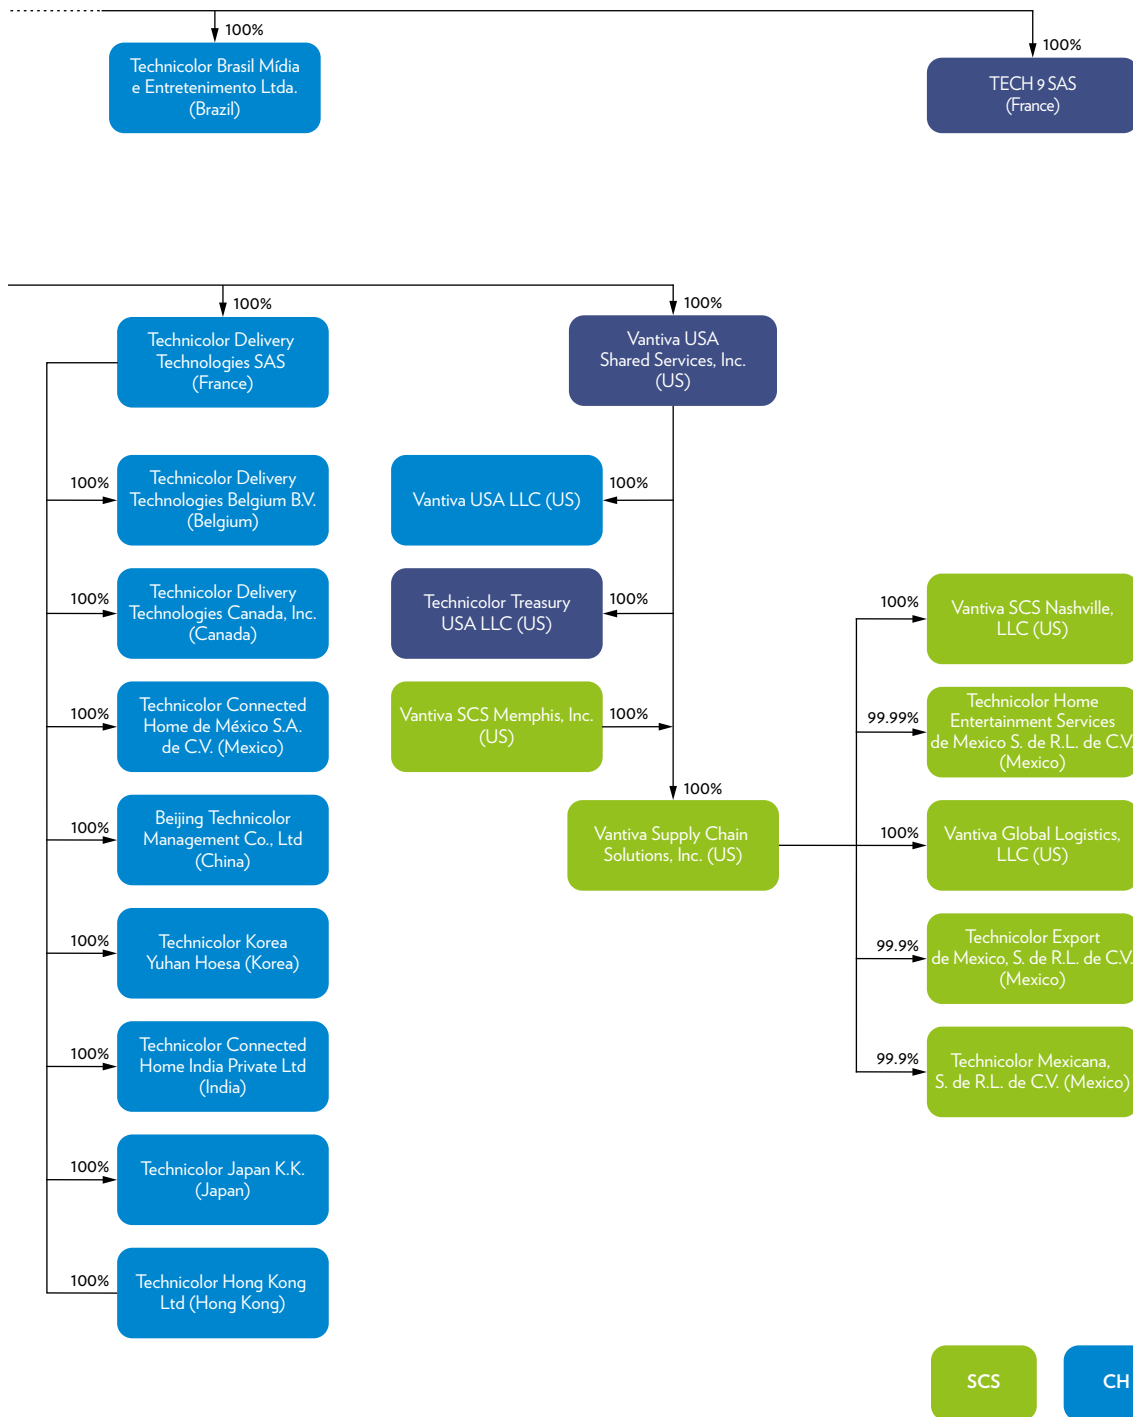 100%
100%
Technicolor Brasil Mídia
e Entretenimento Ltda.
(Brazil)
TECH 9 SAS
(France)
100%
100%
Technicolor Delivery
Technologies SAS
(France)
Vantiva USA
Shared Services, Inc.
(US)
100%
Technicolor Delivery
Technologies Belgium B.V.
(Belgium)
Vantiva USA LLC (US)
100%
100%
Technicolor Delivery
Technologies Canada, Inc.
(Canada)
Technicolor Treasury
USA LLC (US)
100%
100%
Vantiva SCS Nashville,
LLC (US)
100%
Technicolor Connected
Home de México S.A.
de C.V. (Mexico)
Vantiva SCS Memphis, Inc.
(US)
100%
99.99%
Technicolor Home
Entertainment Services
de Mexico S. de R.L. de C.V.
(Mexico)
100%
100%
Beijing Technicolor
Management Co., Ltd
(China)
Vantiva Supply Chain
Solutions, Inc. (US)
100%
Vantiva Global Logistics,
LLC (US)
100%
Technicolor Korea
Yuhan Hoesa (Korea)
99.9%
Technicolor Export
de Mexico, S. de R.L. de C.V.
(Mexico)
100%
Technicolor Connected
Home India Private Ltd
(India)
99.9%
Technicolor Mexicana,
S. de R.L. de C.V. (Mexico)
100%
Technicolor Japan K.K.
(Japan)
100%
Technicolor Hong Kong
Ltd (Hong Kong)
SCS
CH